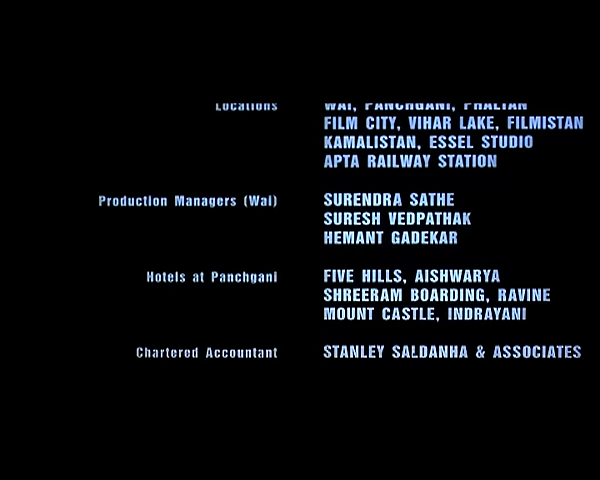 Locations WAI, PANCHGANI, PHALTAN
FILM CITY, VIHAR LAKE, FILMISTAN
KAMALISTAN, ESSEL STUDIO
APTA RAILWAY STATION
Production Managers (Wai) SURENDRA SATHE
SURESH VEDPATHAK
HEMANT GADEKAR
Hotels at Panchgani FIVE HILLS, AISHWARYA
SHREERAM BOARDING, RAVINE
MOUNT CASTLE, INDRAYANI
Chartered Accountant STANLEY SALDANHA & ASSOCIATES